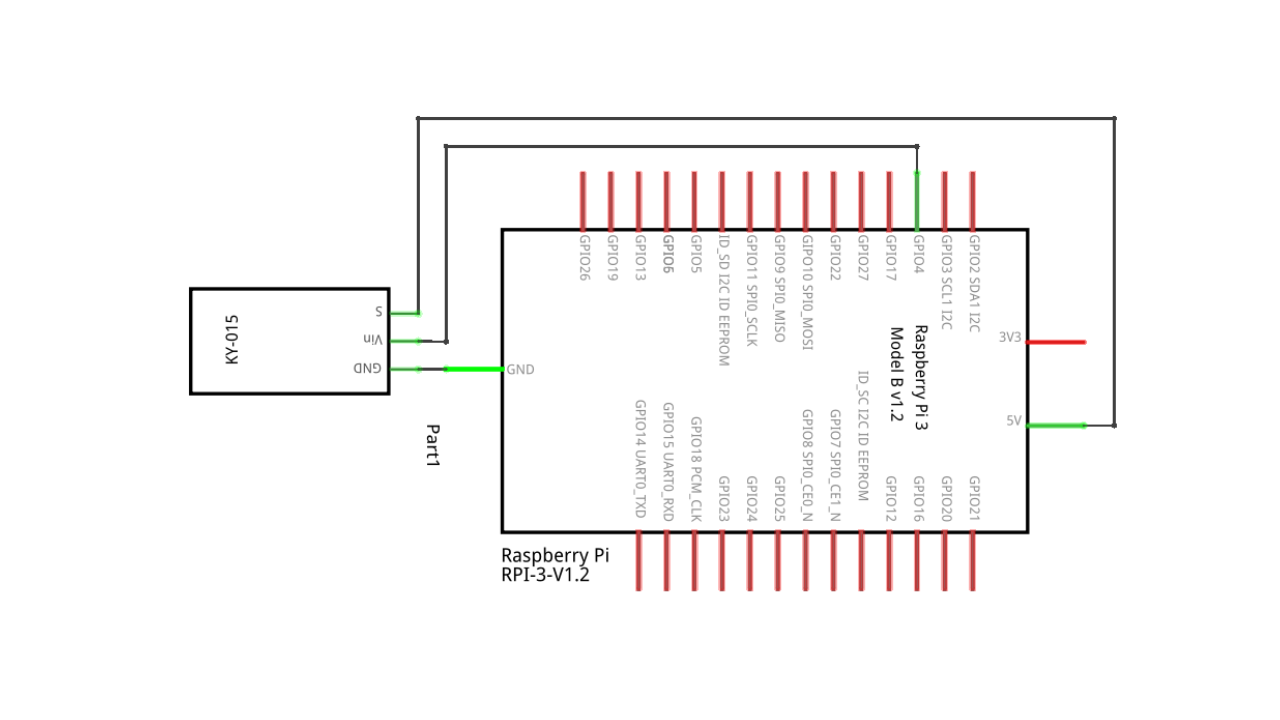 GPIO26
GPIO19
GPIO13
GPIO6
GPIO5
ID_SD I2C ID EEPROM
GPIO11 SPI0_SCLK
GPIO9 SPI0_MISO
GIPO10 SPI0_MOSI
GPIO22
GPIO27
GPIO17
GPIO4
GPIO3 SCL1 I2C
GPIO2 SDA1 I2C
KY-015
S
Vin
GND
GND
Raspberry Pi 3
Model B v1.2
3V3
5V
Part1
GPIO14 UART0_TXD
GPIO15 UART0_RXD
GPIO18 PCM_CLK
GPIO23
GPIO24
GPIO25
GPIO8 SPI0_CE0_N
GPIO7 SPI0_CE1_N
ID_SC I2C ID EEPROM
GPIO12
GPIO16
GPIO20
GPIO21
Raspberry Pi
RPI-3-V1.2